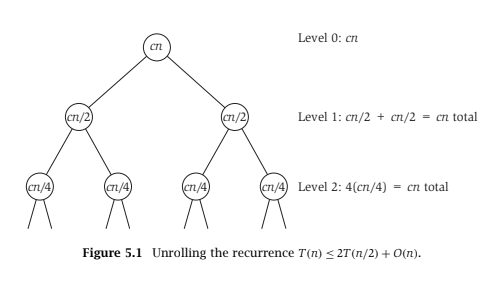 cn
Level 0: cn
cn/2
cn/2
Level 1: cn/2 + cn/2 = cn total
cn/4
cn/4
cn/4
cn/4
Level 2: 4(cn/4) = cn total
Figure 5.1 Unrolling the recurrence T(n) ≤ 2T(n/2) + O(n).